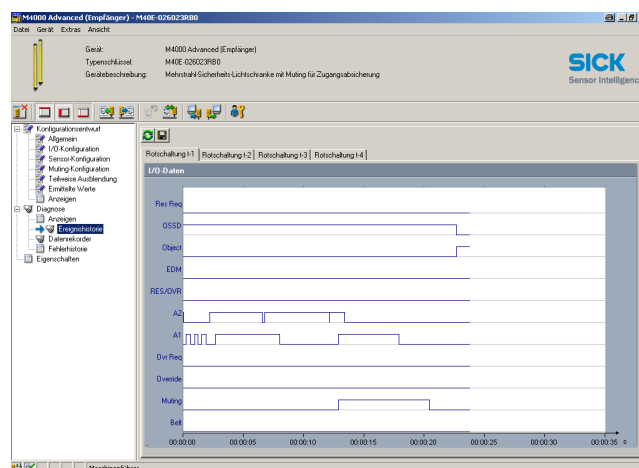 M4000 Advanced (Empfänger) - M40E-026023RB0
Datei Gerät Extras Ansicht
Gerät: M4000 Advanced (Empfänger)
Typenschlüssel: M40E-026023RB0
Gerätebeschreibung: Mehrstrahl-Sicherheits-Lichtschranke mit Muting für Zugangsabsicherung
SICK
Sensor Intelligenc
Konfigurationsentwurf
Allgemein
I/O-Konfiguration
Sensor-Konfiguration
Muting-Konfiguration
Teilweise Ausblendung
Ermittelte Werte
Anzeigen
Diagnose
Anzeigen
Ereignishistorie
Datenrekorder
Fehlerhistorie
Eigenschaften
Rotschaltung t-1 Rotschaltung t-2 Rotschaltung t-3 Rotschaltung t-4
I/O-Daten
Res Req
OSSD
Object
EDM
RES/OVR
A2
A1
Ovr Req
Override
Muting
Belt
00:00:00 00:00:05 00:00:10 00:00:15 00:00:20 00:00:25 00:00:30 00:00:35 s